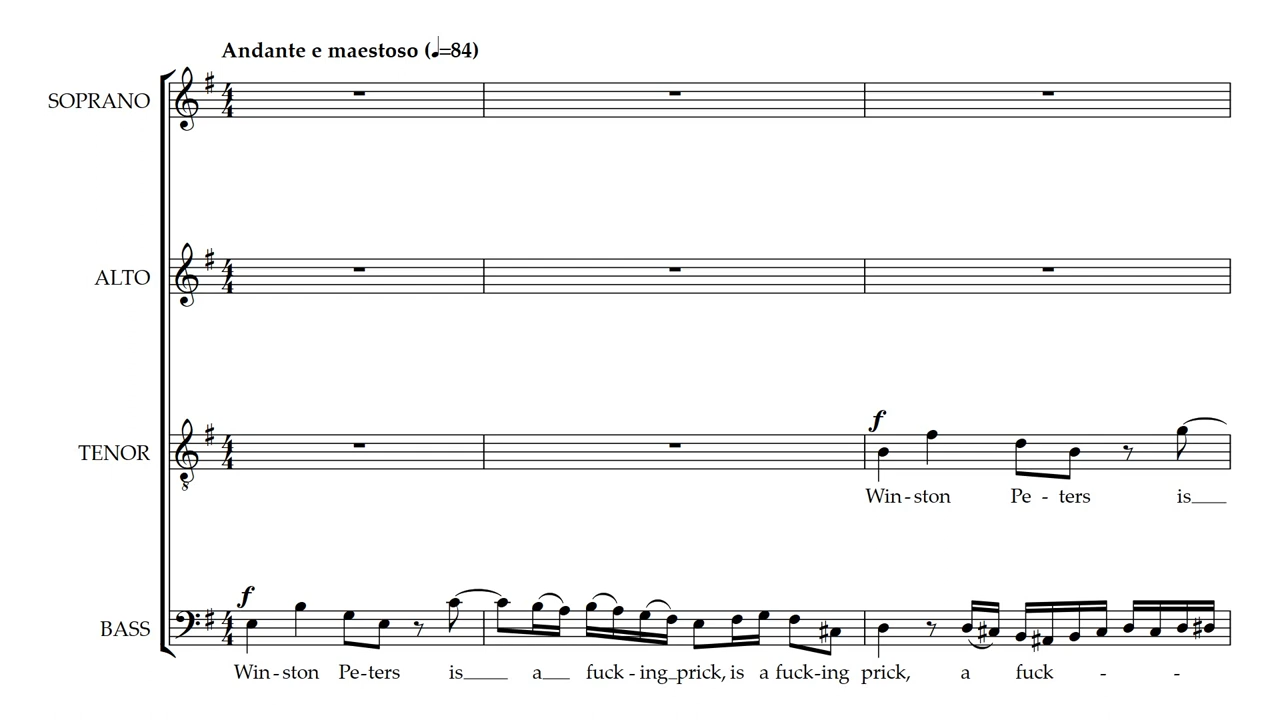 Andante e maestoso (♩=84)
SOPRANO
ALTO
TENOR
f
Win - ston Pe - ters is
BASS
f
Win - ston Pe - ters is a fuck - ing prick, is a fuck - ing prick, a fuck - -